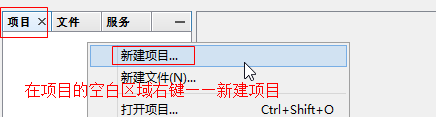 项目 × 文件 服务
新建项目...
新建文件(N)...
在项目的空白区域右键——新建项目
打开项目... Ctrl+Shift+O